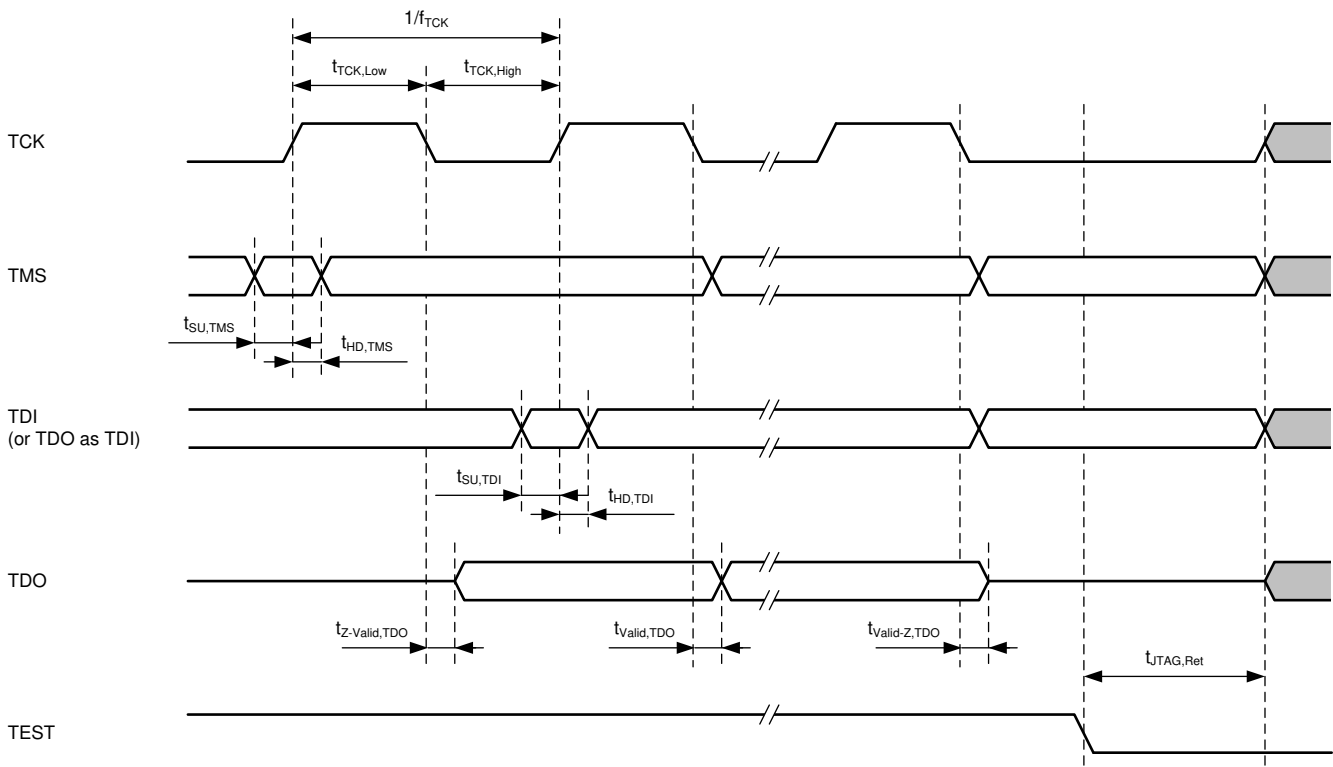 1/fTCK
tTCK,Low
tTCK,High
TCK
TMS
tSU,TMS
tHD,TMS
TDI
(or TDO as TDI)
tSU,TDI
tHD,TDI
TDO
tZ-Valid,TDO
tValid,TDO
tValid-Z,TDO
tJTAG,Ret
TEST